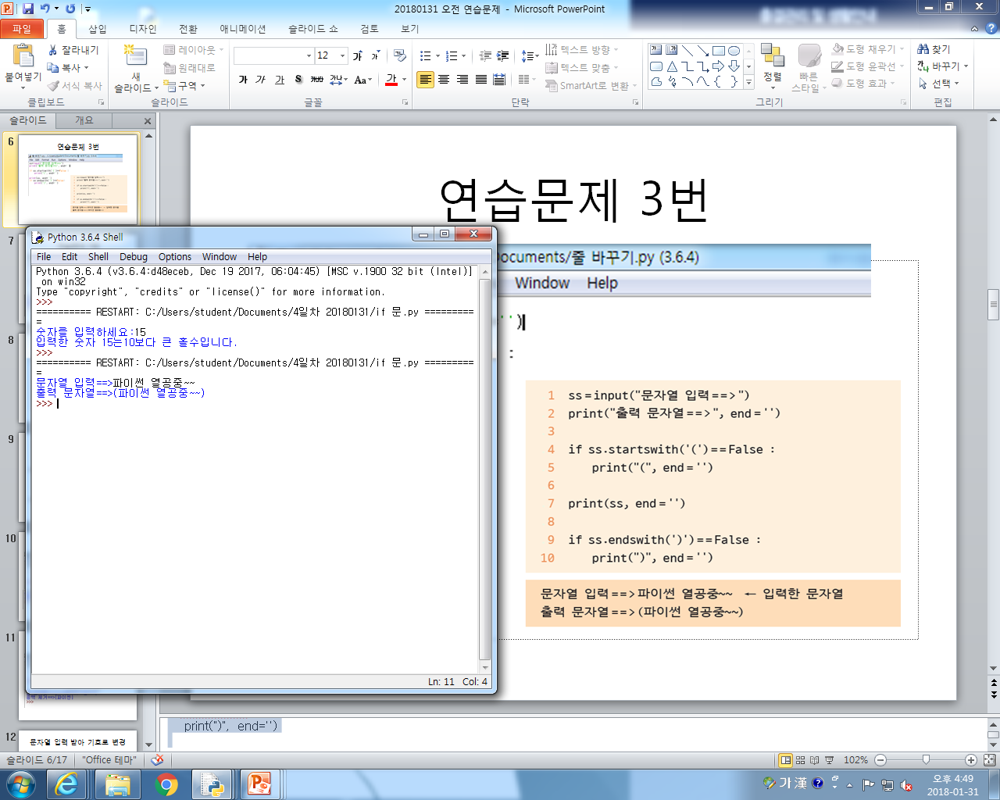 20180131 오전 연습문제 - Microsoft PowerPoint
파일 홈 삽입 디자인 전환 애니메이션 슬라이드 쇼 검토 보기
붙여넣기 잘라내기 복사 서식 복사 클립보드
새 슬라이드 레이아웃 원래대로 구역 슬라이드
12 가 가 가 가 가 S 가나 Aa 가 글꼴
텍스트 방향 텍스트 맞춤 SmartArt로 변환 단락
정렬 빠른 스타일 도형 채우기 도형 윤곽선 도형 효과 그리기
찾기 바꾸기 선택 편집
슬라이드 개요
6 연습문제 3번
7
8
9
10
11
12 문자열 입력 받아 기호로 변경
연습문제 3번
Documents/줄 바꾸기.py (3.6.4)
Window Help
'')
:
Python 3.6.4 Shell
File Edit Shell Debug Options Window Help
Python 3.6.4 (v3.6.4:d48eceb, Dec 19 2017, 06:04:45) [MSC v.1900 32 bit (Intel)]
on win32
Type "copyright", "credits" or "license()" for more information.
>>>
========== RESTART: C:/Users/student/Documents/4일차 20180131/if 문.py =========
=
숫자를 입력하세요:15
입력한 숫자 15는10보다 큰 홀수입니다.
>>>
========== RESTART: C:/Users/student/Documents/4일차 20180131/if 문.py =========
=
문자열 입력==>파이썬 열공중~~
출력 문자열==>(파이썬 열공중~~)
>>>
Ln: 11 Col: 4
1 ss=input("문자열 입력==>")
2 print("출력 문자열==>", end='')
3
4 if ss.startswith('(')==False :
5 print("(", end='')
6
7 print(ss, end='')
8
9 if ss.endswith(')')==False :
10 print(")", end='')
문자열 입력==>파이썬 열공중~~ ← 입력한 문자열
출력 문자열==>(파이썬 열공중~~)
print(")", end='')
슬라이드 6/17 "Office 테마" 102%
가 漢 오후 4:49
2018-01-31